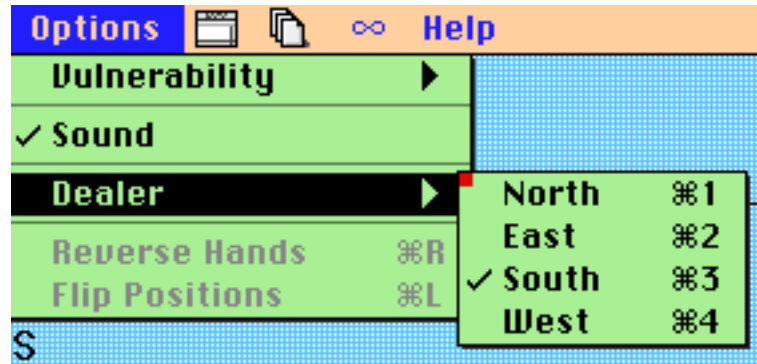 Options ∞ Help
Vulnerability ▶
✓ Sound
Dealer ▶
North ⌘1
East ⌘2
✓ South ⌘3
West ⌘4
Reverse Hands ⌘R
Flip Positions ⌘L
S